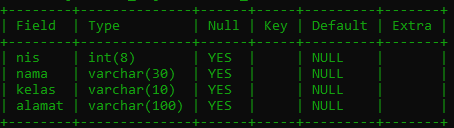 +--------+--------------+------+-----+---------+-------+
| Field  | Type         | Null | Key | Default | Extra |
+--------+--------------+------+-----+---------+-------+
| nis    | int(8)       | YES  |     | NULL    |       |
| nama   | varchar(30)  | YES  |     | NULL    |       |
| kelas  | varchar(10)  | YES  |     | NULL    |       |
| alamat | varchar(100) | YES  |     | NULL    |       |
+--------+--------------+------+-----+---------+-------+